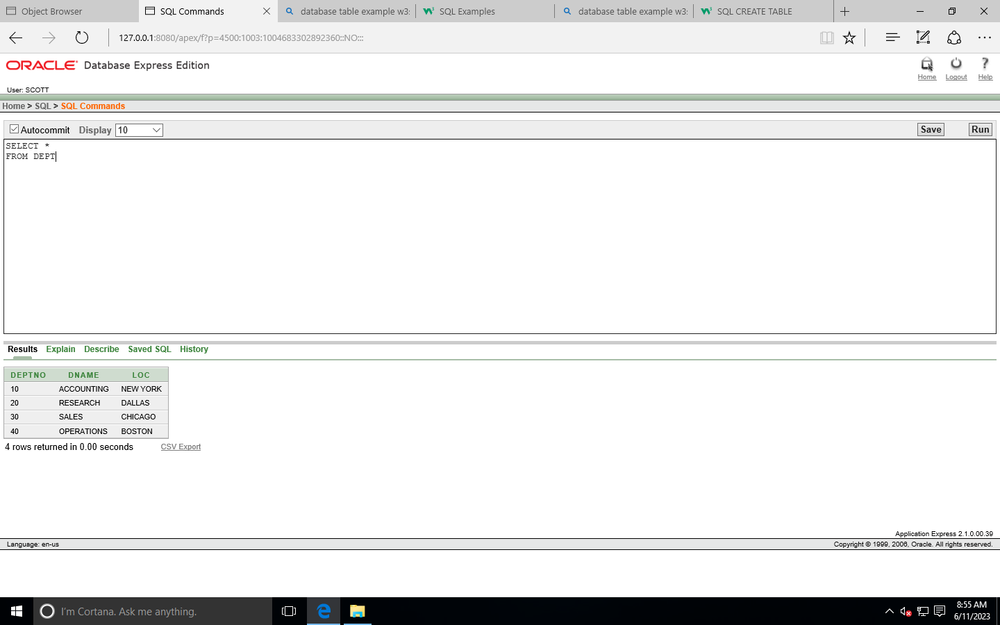 Object Browser
SQL Commands
database table example w3:
SQL Examples
database table example w3:
SQL CREATE TABLE
127.0.0.1:8080/apex/f?p=4500:1003:1004683302892360::NO:::
ORACLE Database Express Edition
Home
Logout
Help
User: SCOTT
Home > SQL > SQL Commands
Autocommit Display 10
Save
Run
SELECT *
FROM DEPT
Results Explain Describe Saved SQL History
DEPTNO DNAME LOC
10 ACCOUNTING NEW YORK
20 RESEARCH DALLAS
30 SALES CHICAGO
40 OPERATIONS BOSTON
4 rows returned in 0.00 seconds CSV Export
Application Express 2.1.0.00.39
Language: en-us Copyright © 1999, 2006, Oracle. All rights reserved.
I'm Cortana. Ask me anything.
8:55 AM
6/11/2023